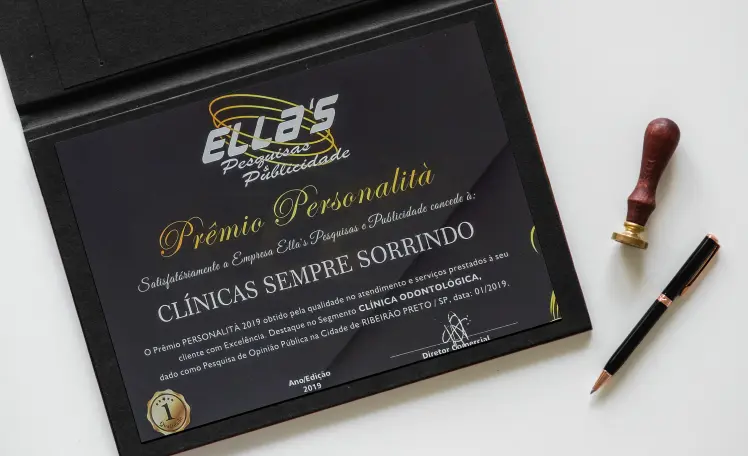 ELLA'S
Pesquisas &
Publicidade
Prêmio Personalità
Satisfatóriamente a Empresa Ella's Pesquisas e Publicidade concede à:
CLÍNICAS SEMPRE SORRINDO
O Prêmio PERSONALITÀ 2019 obtido pela qualidade no atendimento e serviços prestados à seu
cliente com Excelência. Destaque no Segmento CLÍNICA ODONTOLÓGICA,
dado como Pesquisa de Opinião Pública na Cidade de RIBEIRÃO PRETO / SP. data: 01/2019.
Diretor Comercial
Ano/Edição
2019
1